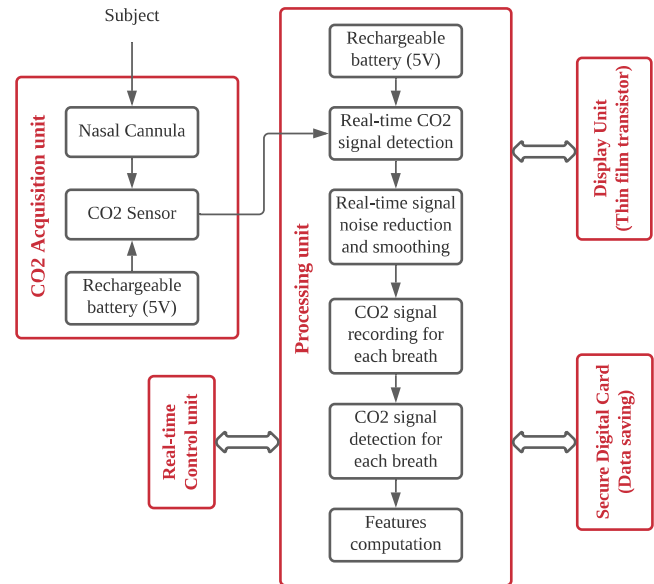 Subject
CO2 Acquisition unit
Nasal Cannula
CO2 Sensor
Rechargeable
battery (5V)
Processing unit
Rechargeable
battery (5V)
Real-time CO2
signal detection
Real-time signal
noise reduction
and smoothing
CO2 signal
recording for
each breath
CO2 signal
detection for
each breath
Features
computation
Real-time
Control unit
Display Unit
(Thin film transistor)
Secure Digital Card
(Data saving)